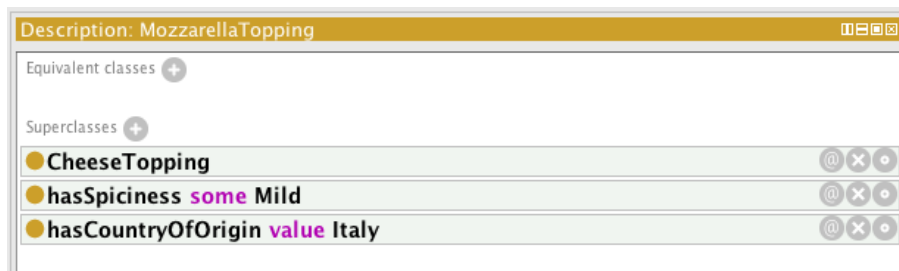 Description: MozzarellaTopping
Equivalent classes
Superclasses
CheeseTopping
hasSpiciness some Mild
hasCountryOfOrigin value Italy